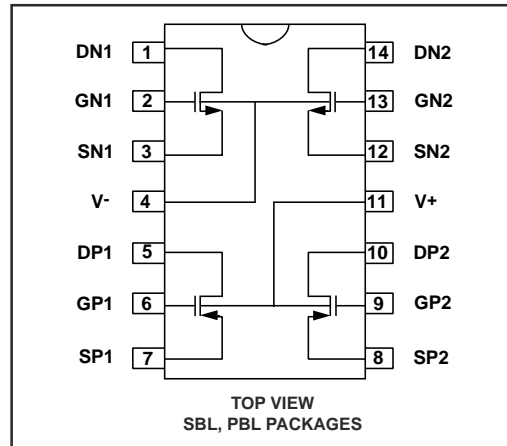 DN1 1 14 DN2
GN1 2 13 GN2
SN1 3 12 SN2
V- 4 11 V+
DP1 5 10 DP2
GP1 6 9 GP2
SP1 7 8 SP2
TOP VIEW
SBL, PBL PACKAGES